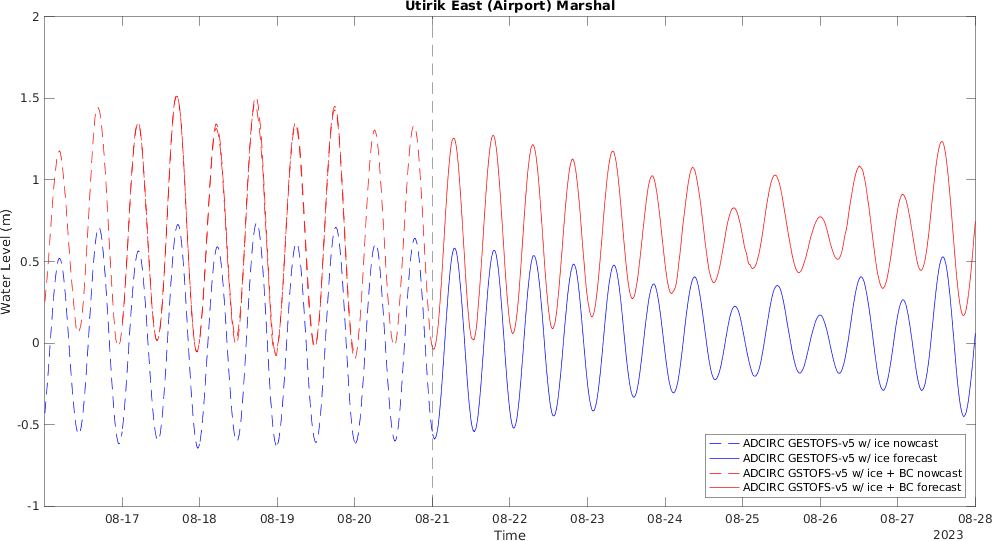 Utirik East (Airport) Marshal
2
1.5
1
0.5
0
-0.5
-1
Water Level (m)
08-17 08-18 08-19 08-20 08-21 08-22 08-23 08-24 08-25 08-26 08-27 08-28
Time
2023
ADCIRC GESTOFS-v5 w/ ice nowcast
ADCIRC GESTOFS-v5 w/ ice forecast
ADCIRC GSTOFS-v5 w/ ice + BC nowcast
ADCIRC GSTOFS-v5 w/ ice + BC forecast